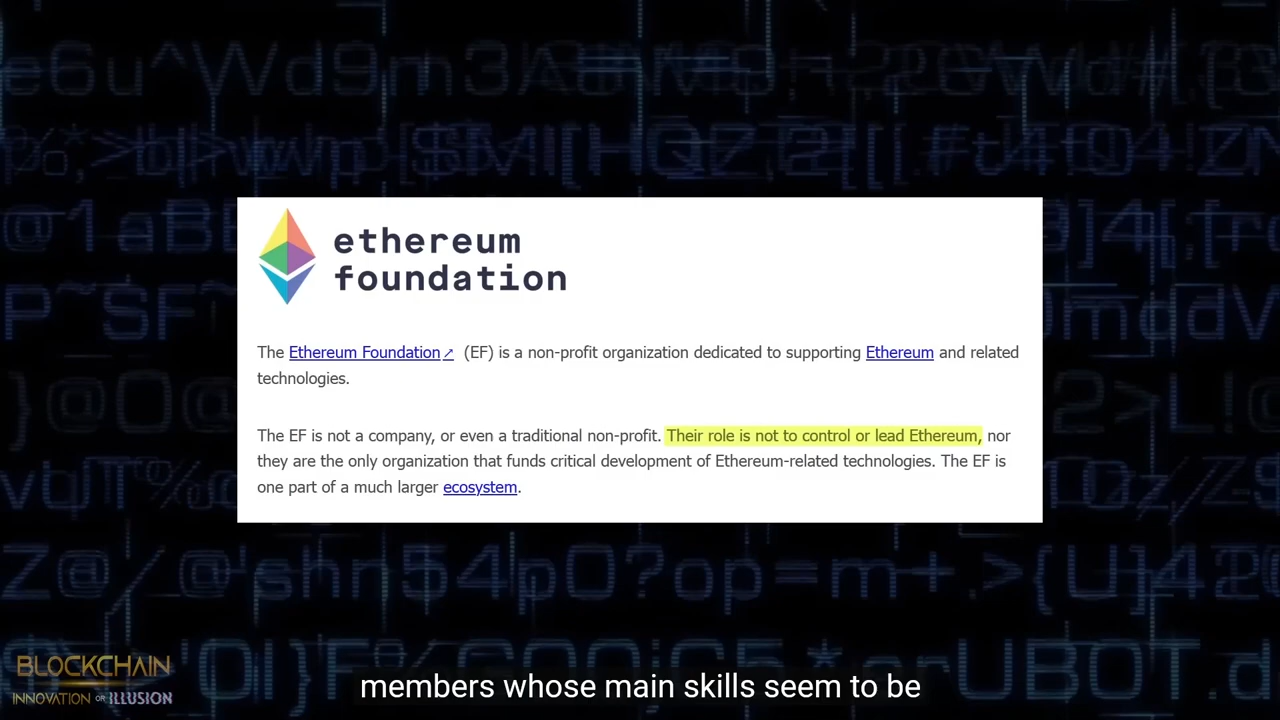 ethereum
foundation
The Ethereum Foundation↗ (EF) is a non-profit organization dedicated to supporting Ethereum and related
technologies.
The EF is not a company, or even a traditional non-profit. Their role is not to control or lead Ethereum, nor
they are the only organization that funds critical development of Ethereum-related technologies. The EF is
one part of a much larger ecosystem.
BLOCKCHAIN
INNOVATION OR ILLUSION
members whose main skills seem to be